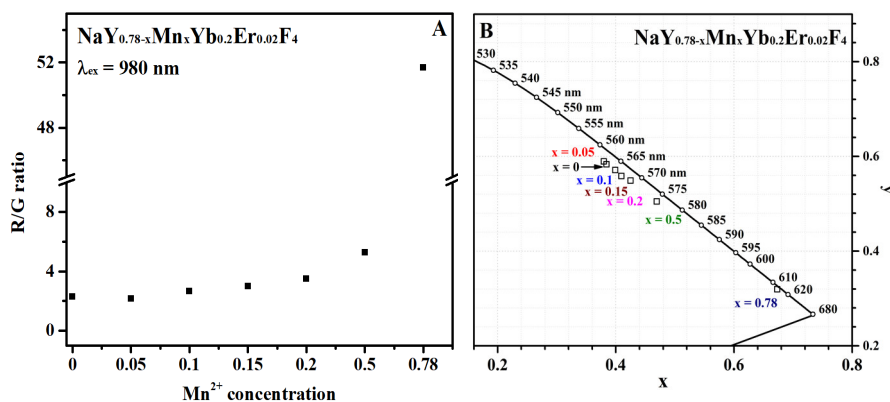 A
NaY0.78-xMnxYb0.2Er0.02F4
λex = 980 nm
R/G ratio
52
48
8
4
0
0
0.05
0.1
0.15
0.2
0.5
0.78
Mn2+ concentration
B
NaY0.78-xMnxYb0.2Er0.02F4
530
535
540
545 nm
550 nm
555 nm
560 nm
565 nm
570 nm
575
580
585
590
595
600
610
620
680
x = 0.05
x = 0
x = 0.1
x = 0.15
x = 0.2
x = 0.5
x = 0.78
0.8
0.6
0.4
0.2
y
0.2
0.4
0.6
0.8
x